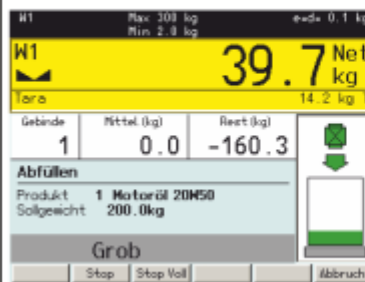 W1 Max 300 kg e=d= 0.1 kg
Min 2.0 kg
W1
39.7 Net
kg
Tara 14.2 kg
Gebinde Mittel (kg) Rest (kg)
1 0.0 -160.3
Abfüllen
Produkt 1 Motoröl 20W50
Sollgewicht 200.0kg
Grob
Stop Stop Voll Abbruch